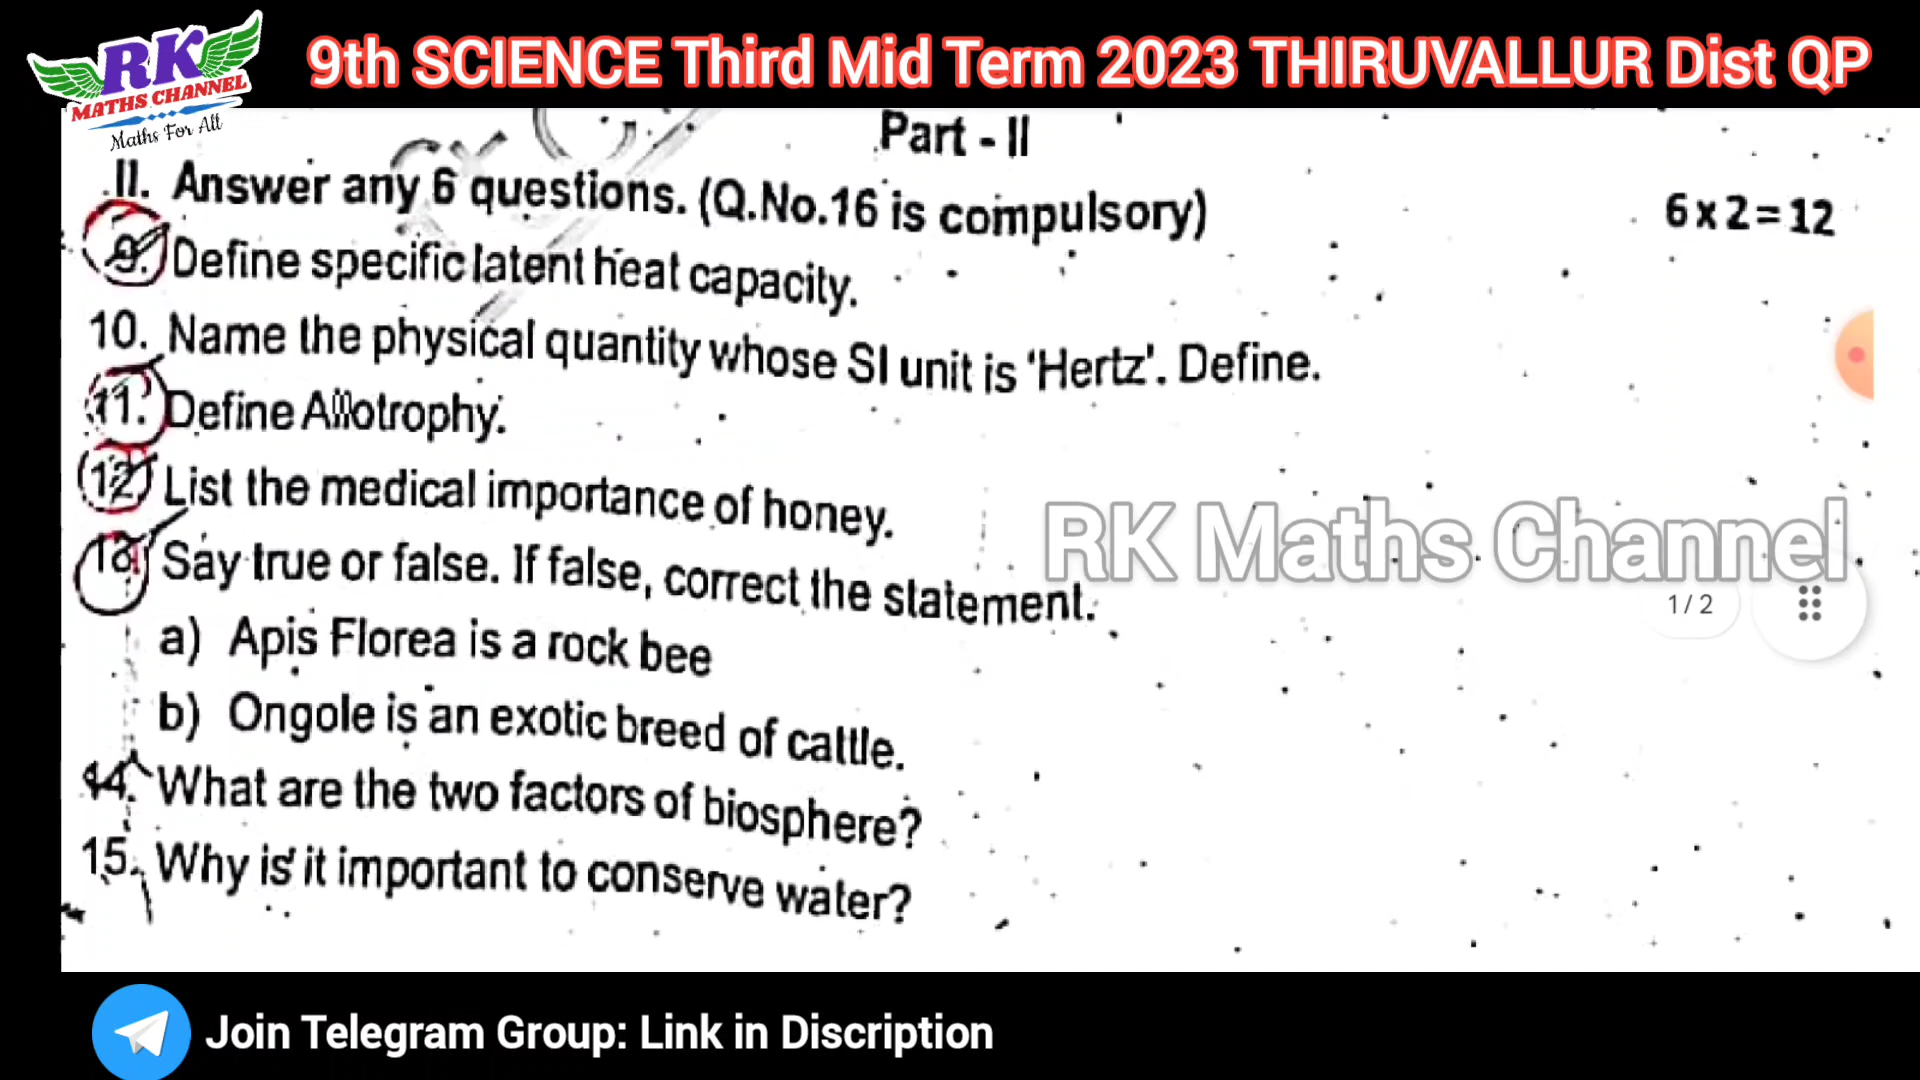 RK
MATHS CHANNEL
Maths For All
9th SCIENCE Third Mid Term 2023 THIRUVALLUR Dist QP
Part - II
II. Answer any 6 questions. (Q.No.16 is compulsory) 6 x 2 = 12
9. Define specific latent heat capacity.
10. Name the physical quantity whose SI unit is 'Hertz'. Define.
11. Define Allotrophy.
12. List the medical importance of honey.
13. Say true or false. If false, correct the statement.
a) Apis Florea is a rock bee
b) Ongole is an exotic breed of cattle.
14. What are the two factors of biosphere?
15. Why is it important to conserve water?
RK Maths Channel
1 / 2
Join Telegram Group: Link in Discription